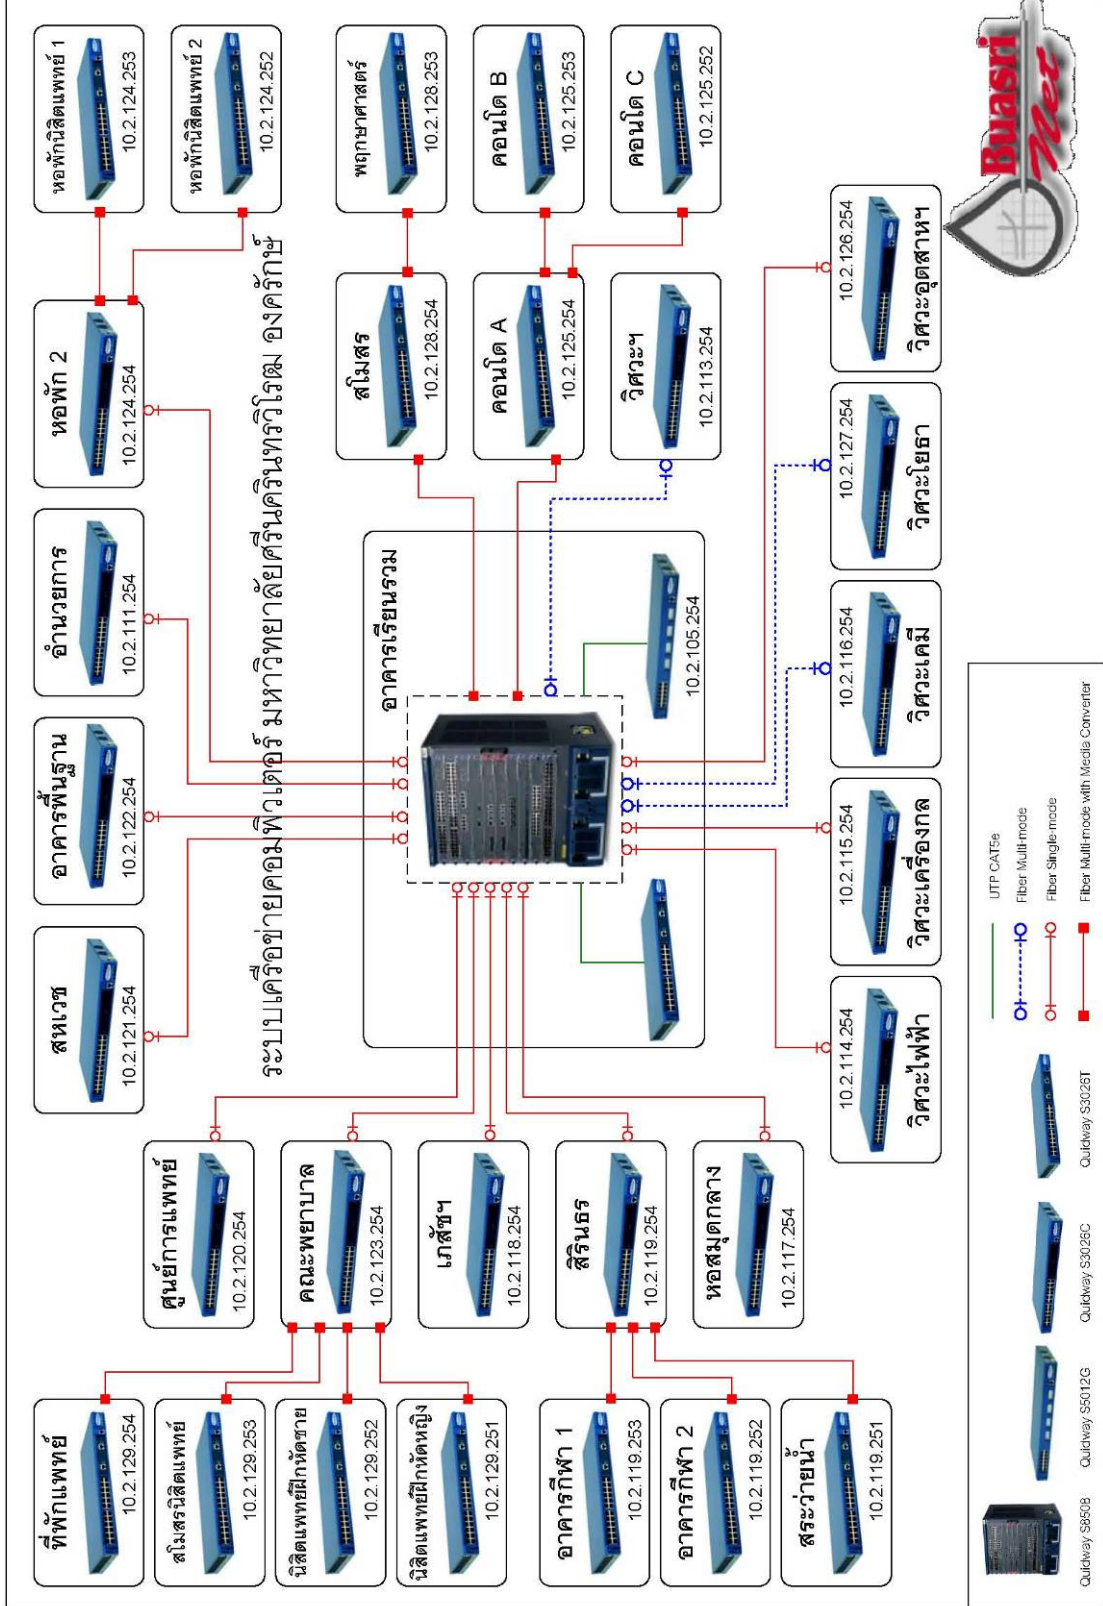 ระบบเครือข่ายคอมพิวเตอร์ มหาวิทยาลัยศรีนครินทรวิโรฒ องครักษ์
สหเวช
10.2.121.254
อาคารพื้นฐาน
10.2.122.254
อำนวยการ
10.2.111.254
หอพัก 2
10.2.124.254
หอพักนิสิตแพทย์ 1
10.2.124.253
หอพักนิสิตแพทย์ 2
10.2.124.252
พฤกษาศาสตร์
10.2.128.253
คอนโด B
10.2.125.253
คอนโด C
10.2.125.252
สโมสร
10.2.128.254
คอนโด A
10.2.125.254
วิศวะฯ
10.2.113.254
อาคารเรียนรวม
10.2.105.254
ศูนย์การแพทย์
10.2.120.254
คณะพยาบาล
10.2.123.254
เภสัชฯ
10.2.118.254
สิรินธร
10.2.119.254
หอสมุดกลาง
10.2.117.254
ที่พักแพทย์
10.2.129.254
สโมสรนิสิตแพทย์
10.2.129.253
นิสิตแพทย์ฝึกหัดชาย
10.2.129.252
นิสิตแพทย์ฝึกหัดหญิง
10.2.129.251
อาคารกีฬา 1
10.2.119.253
อาคารกีฬา 2
10.2.119.252
สระว่ายน้ำ
10.2.119.251
10.2.114.254
วิศวะไฟฟ้า
10.2.115.254
วิศวะเครื่องกล
10.2.116.254
วิศวะเคมี
10.2.127.254
วิศวะโยธา
10.2.126.254
วิศวะอุตสาหฯ
Quidway S8508
Quidway S5012G
Quidway S3026C
Quidway S3026T
UTP CAT5e
Fiber Multi-mode
Fiber Single-mode
Fiber Multi-mode with Media Converter
Buasri
Net